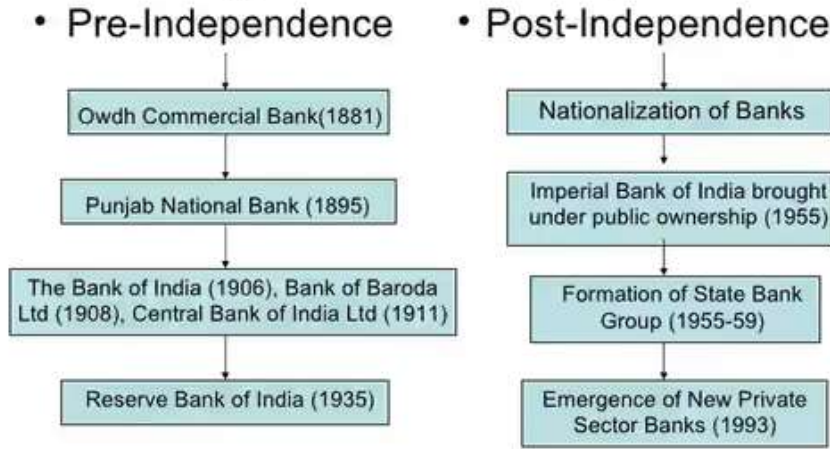 • Pre-Independence
Owdh Commercial Bank(1881)
Punjab National Bank (1895)
The Bank of India (1906), Bank of Baroda
Ltd (1908), Central Bank of India Ltd (1911)
Reserve Bank of India (1935)
• Post-Independence
Nationalization of Banks
Imperial Bank of India brought
under public ownership (1955)
Formation of State Bank
Group (1955-59)
Emergence of New Private
Sector Banks (1993)